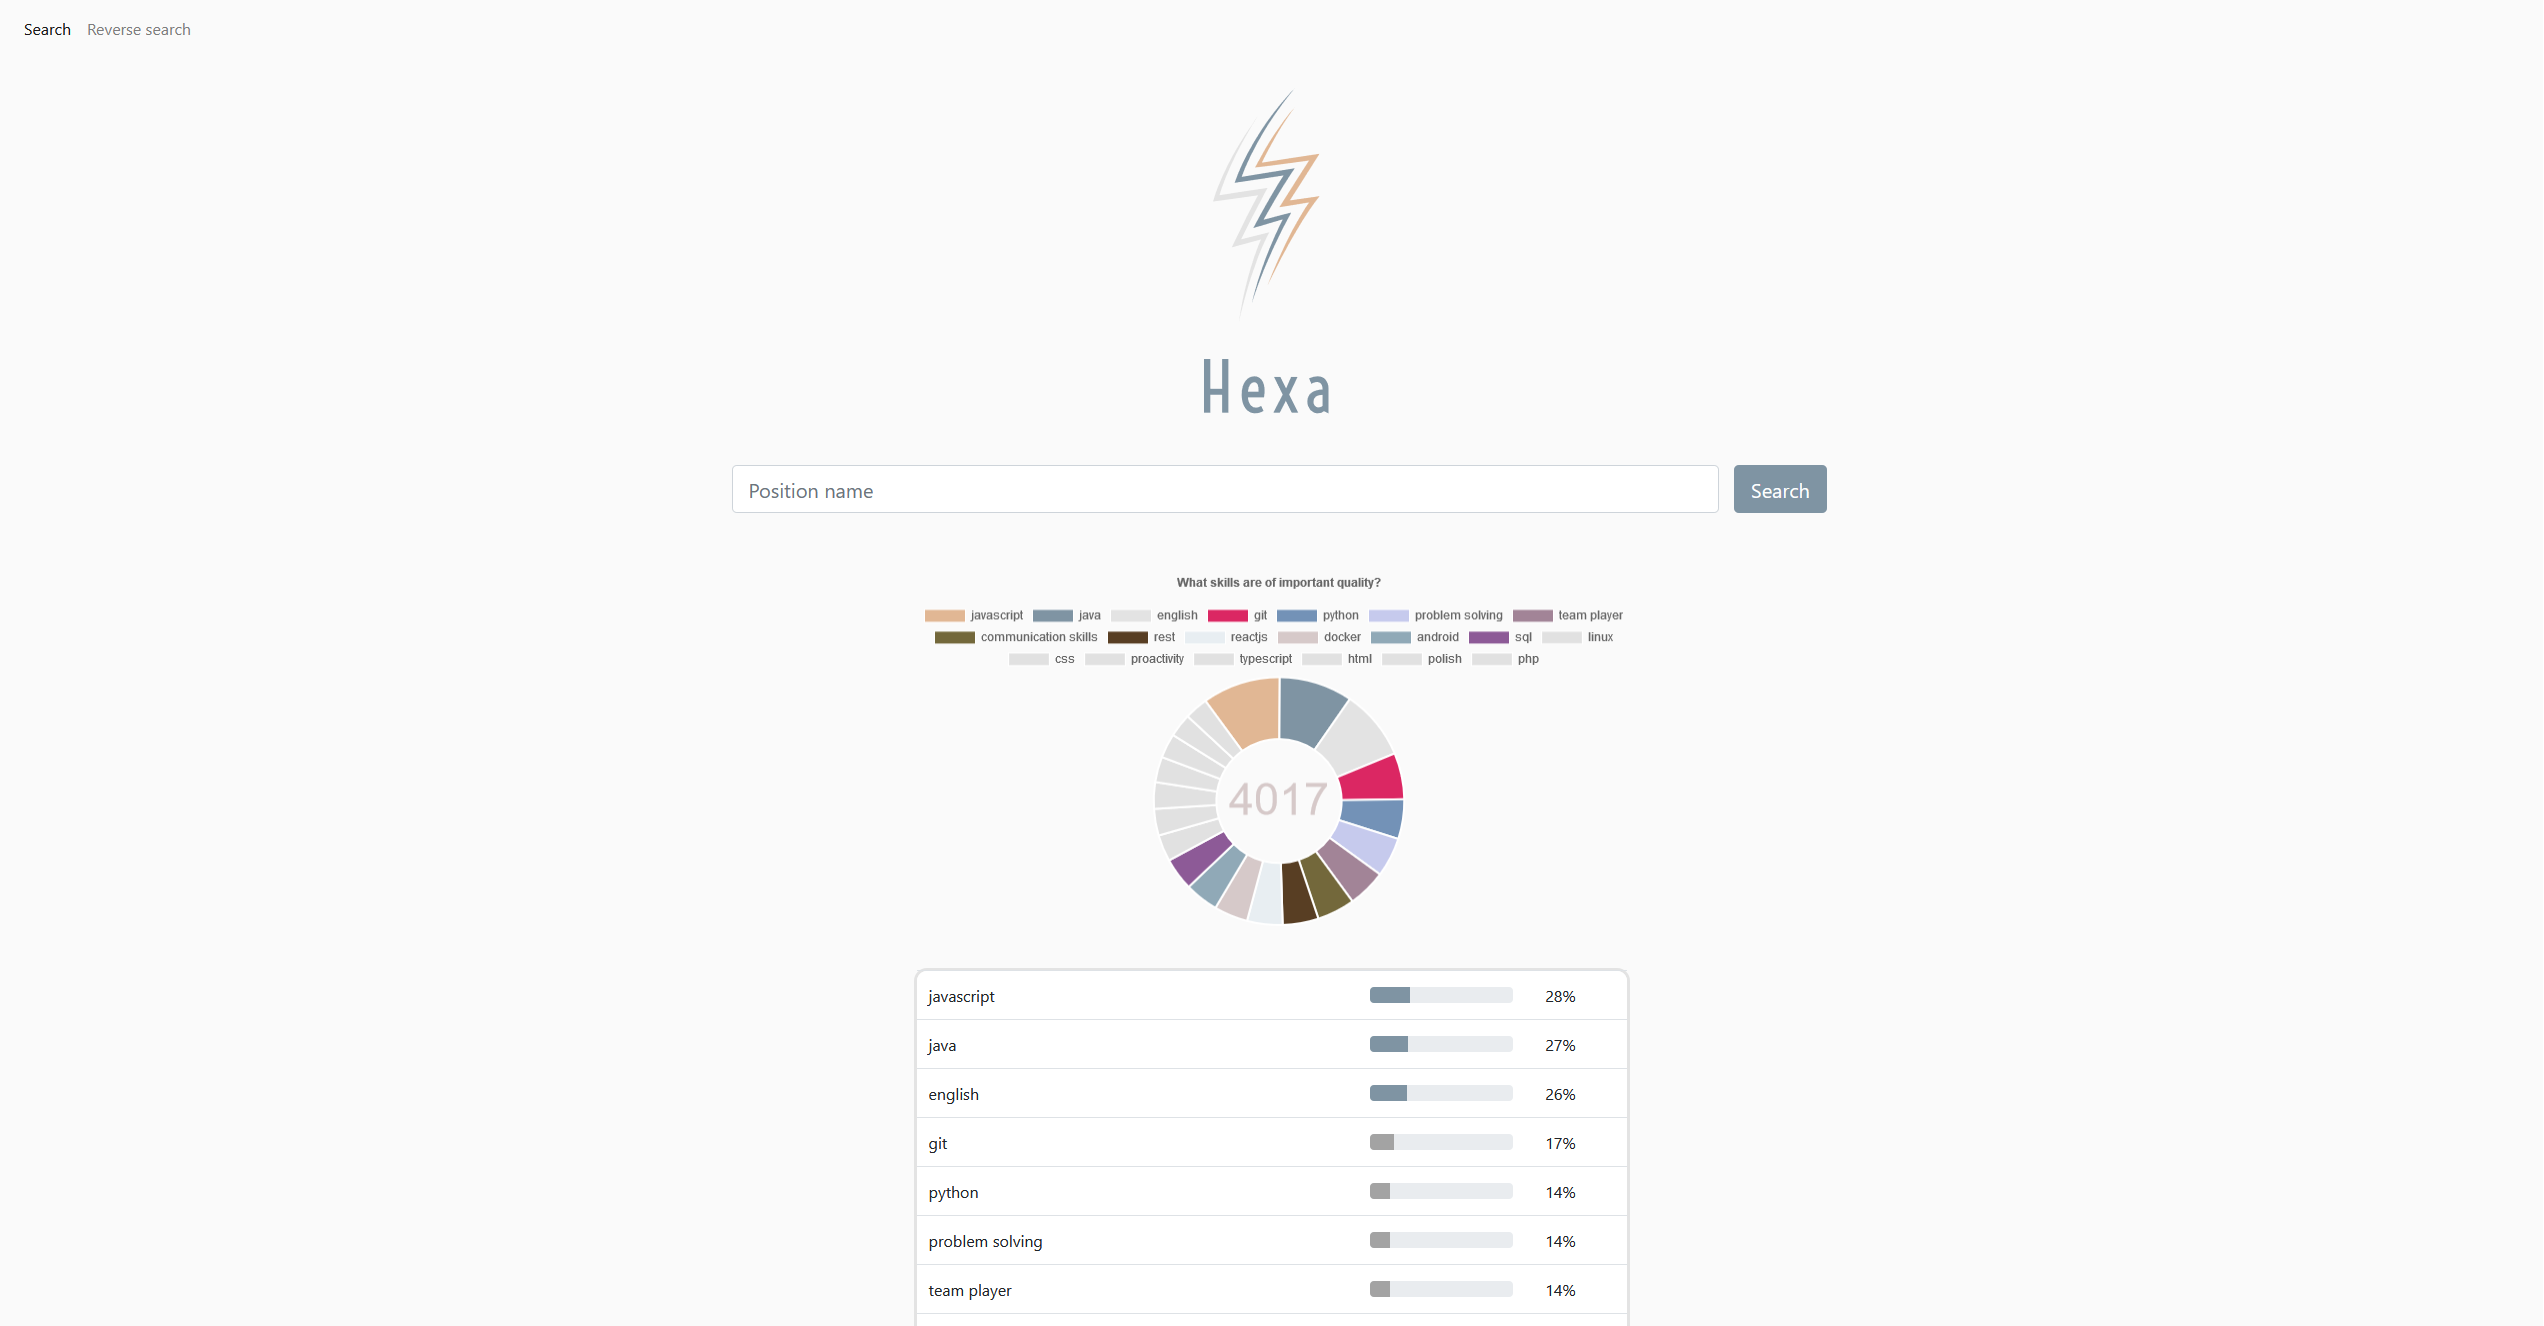 Search Reverse search
Hexa
Position name Search
What skills are of important quality?
javascript java english git python problem solving team player
communication skills rest reactjs docker android sql linux
css proactivity typescript html polish php
4017
javascript 28%
java 27%
english 26%
git 17%
python 14%
problem solving 14%
team player 14%